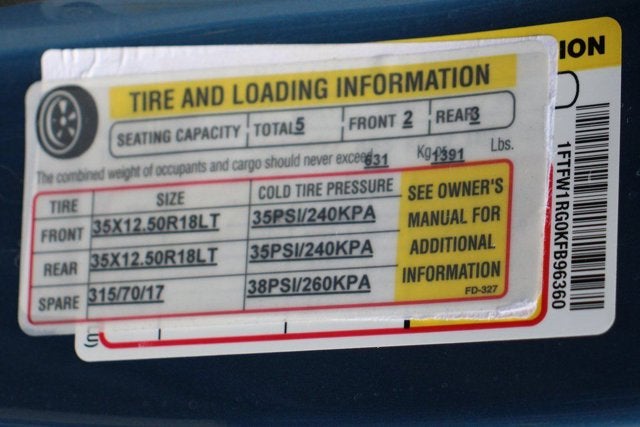 ION
TIRE AND LOADING INFORMATION
SEATING CAPACITY TOTAL 5 FRONT 2 REAR 3
The combined weight of occupants and cargo should never exceed 631 Kg 1391 Lbs.
TIRE SIZE COLD TIRE PRESSURE
FRONT 35X12.50R18LT 35PSI/240KPA
REAR 35X12.50R18LT 35PSI/240KPA
SPARE 315/70/17 38PSI/260KPA
SEE OWNER'S
MANUAL FOR
ADDITIONAL
INFORMATION
FD-327
1FTFW1RG0KFB96360